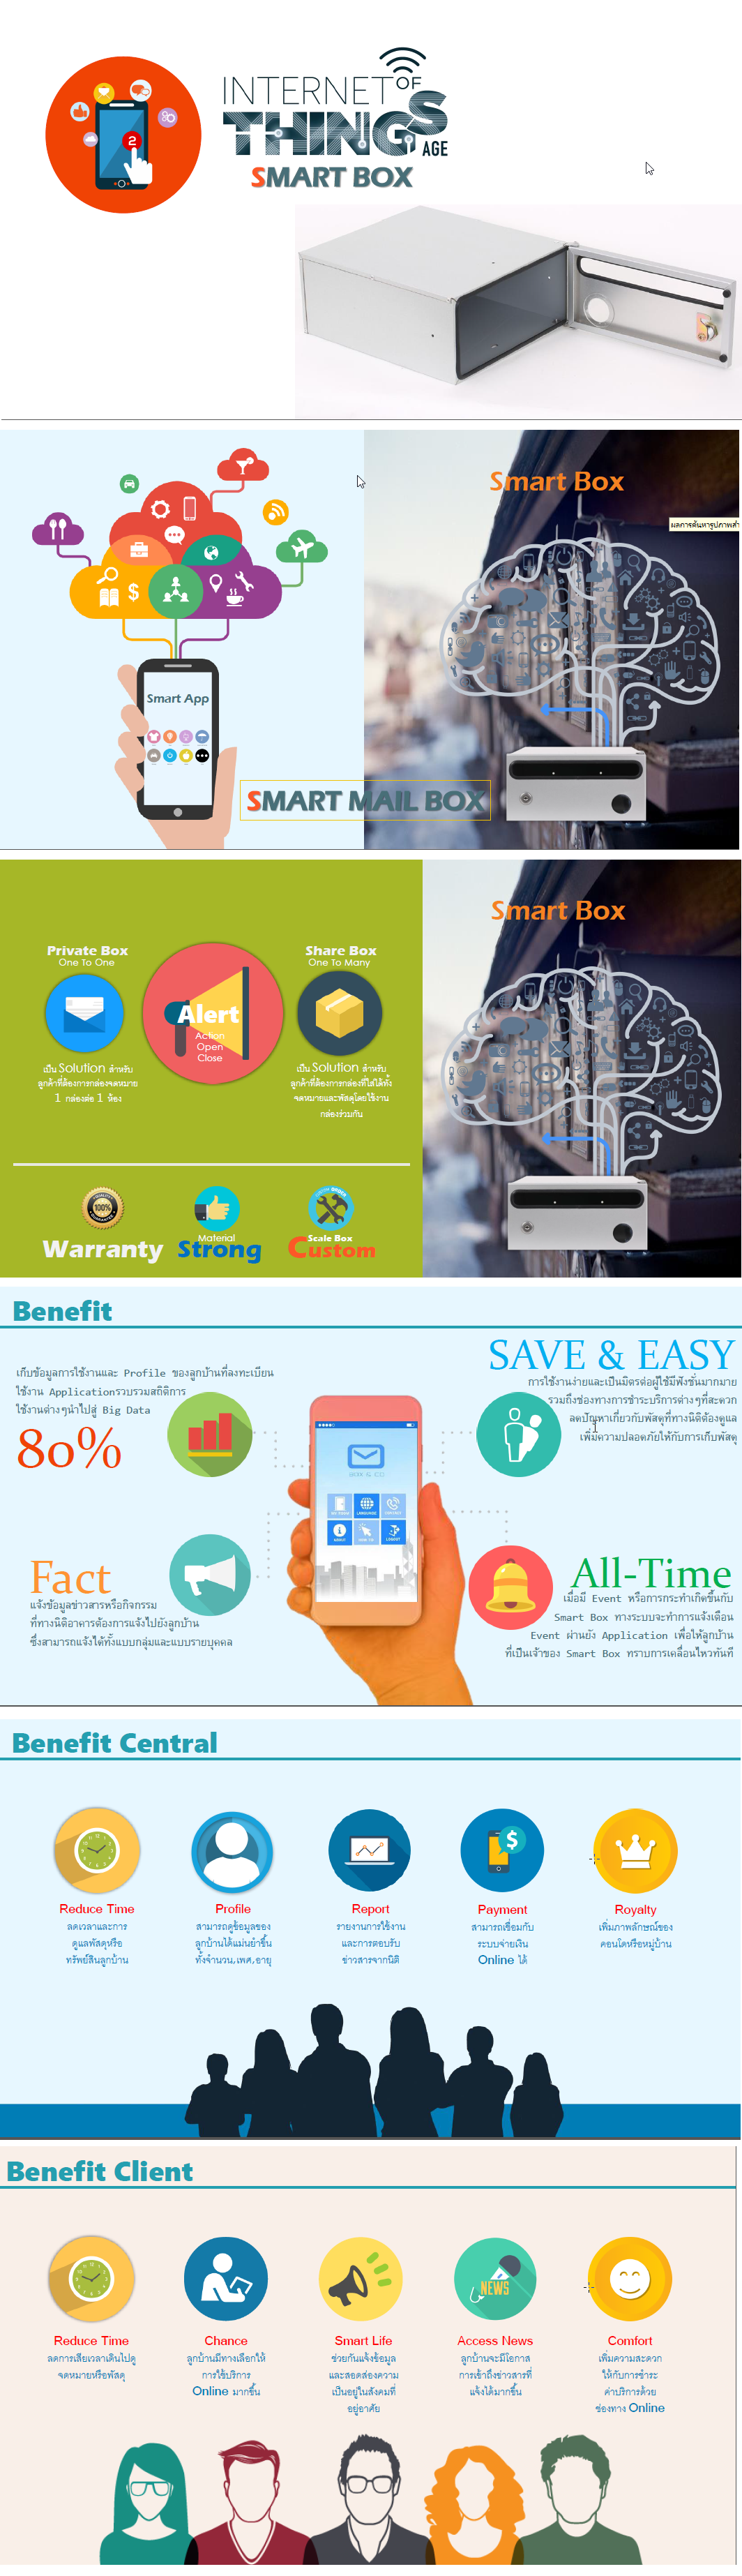 INTERNET OF
THINGS
AGE
SMART BOX
2
Smart Box
ผลการค้นหารูปภาพสำ
Smart App
SMART MAIL BOX
Smart Box
Private Box
One To One
เป็น Solution สำหรับ
ลูกค้าที่ต้องการกล่องจดหมาย
1 กล่องต่อ 1 ห้อง
Alert
Action
Open
Close
Share Box
One To Many
เป็น Solution สำหรับ
ลูกค้าที่ต้องการกล่องที่ใส่ได้ทั้ง
จดหมายและพัสดุโดยใช้งาน
กล่องร่วมกัน
100%
Warranty
Material
Strong
Scale Box
Custom
Benefit
เก็บข้อมูลการใช้งานและ Profile ของลูกบ้านที่ลงทะเบียน
ใช้งาน Applicationรวบรวมสถิติการ
ใช้งานต่างๆนำไปสู่ Big Data
80%
SAVE & EASY
การใช้งานง่ายและเป็นมิตรต่อผู้ใช้มีฟังชั่นมากมาย
รวมถึงช่องทางการชำระบริการต่างๆที่สะดวก
ลดปัญหาเกี่ยวกับพัสดุที่ทางนิติต้องดูแล
เพิ่มความปลอดภัยให้กับการเก็บพัสดุ
Fact
แจ้งข้อมูลข่าวสารหรือกิจกรรม
ที่ทางนิติอาคารต้องการแจ้งไปยังลูกบ้าน
ซึ่งสามารถแจ้งได้ทั้งแบบกลุ่มและแบบรายบุคคล
All-Time
เมื่อมี Event หรือการกระทำเกิดขึ้นกับ
Smart Box ทางระบบจะทำการแจ้งเตือน
Event ผ่านยัง Application เพื่อให้ลูกบ้าน
ที่เป็นเจ้าของ Smart Box ทราบการเคลื่อนไหวทันที
Benefit Central
Reduce Time
ลดเวลาและการ
ดูแลพัสดุหรือ
ทรัพย์สินลูกบ้าน
Profile
สามารถดูข้อมูลของ
ลูกบ้านได้แม่นยำขึ้น
ทั้งจำนวน,เพศ,อายุ
Report
รายงานการใช้งาน
และการตอบรับ
ข่าวสารจากนิติ
Payment
สามารถเชื่อมกับ
ระบบจ่ายเงิน
Online ได้
Royalty
เพิ่มภาพลักษณ์ของ
คอนโดหรือหมู่บ้าน
Benefit Client
Reduce Time
ลดการเสียเวลาเดินไปดู
จดหมายหรือพัสดุ
Chance
ลูกบ้านมีทางเลือกให้
การใช้บริการ
Online มากขึ้น
Smart Life
ช่วยกันแจ้งข้อมูล
และสอดส่องความ
เป็นอยู่ในสังคมที่
อยู่อาศัย
NEWS
Access News
ลูกบ้านจะมีโอกาส
การเข้าถึงข่าวสารที่
แจ้งได้มากขึ้น
Comfort
เพิ่มความสะดวก
ให้กับการชำระ
ค่าบริการด้วย
ช่องทาง Online